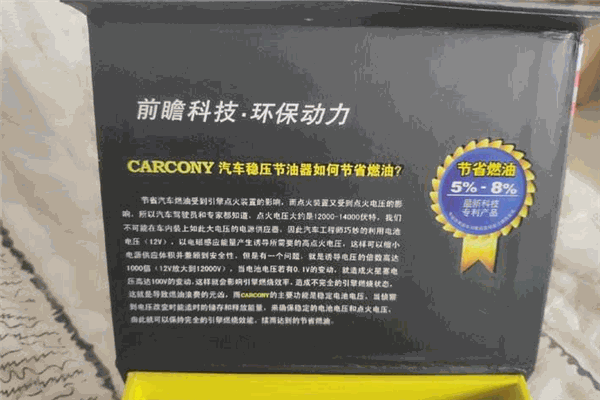 前瞻科技·环保动力
CARCONY 汽车稳压节油器如何节省燃油?
节省汽车燃油受到引擎点火装置的影响，而点火装置又受到点火电压的影
响，所以汽车驾驶员和专家都知道，点火电压大约是12000-14000伏特，我们
不可能在车内装上如此大电压的电源供应器，因此汽车工程师巧妙的利用电池
电压（12V），以电磁感应能量产生诱导所需要的高点火电压，这样可以缩小
电源供应体积并兼顾到安全性，但是有一个问题，就是诱导电压的倍数高达
1000倍（12V放大到12000V），当电池电压若有0.1V的变动，就造成火星塞电
压高达100V的变动，这样就会影响引擎燃烧效率，造成不完全的引擎燃烧状态，
这就是导致燃油浪费的元凶，而CARCONY的主要功能是稳定电池电压，当侦测
到电压改变时能适时的储存和释放能量，来确保稳定的电池电压和点火电压，
由此就可以保持完全的引擎燃烧效能，续而达到的节省燃油。
节省燃油
5%-8%
最新科技
专利产品